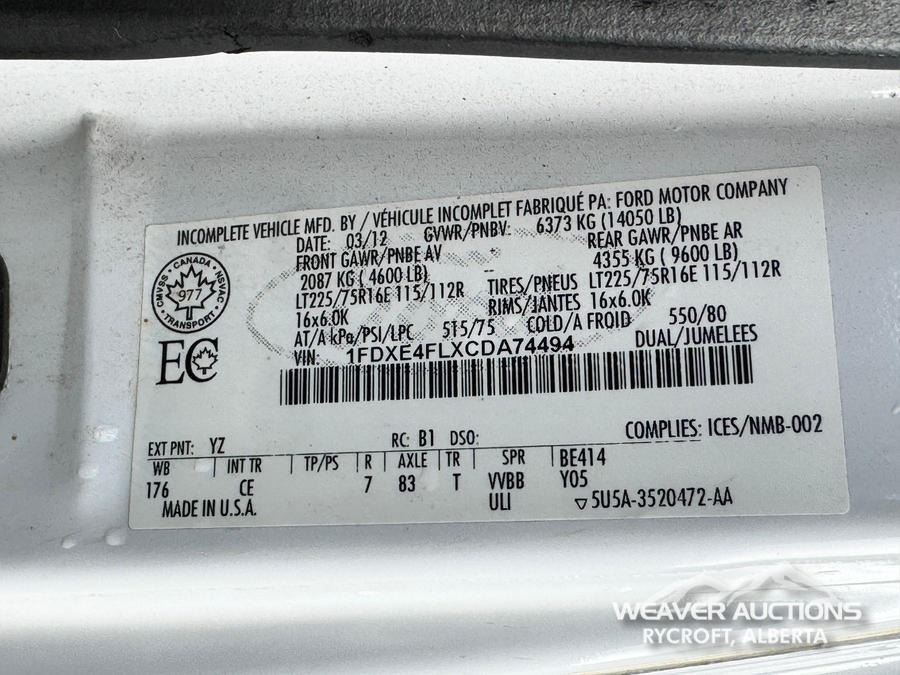 INCOMPLETE VEHICLE MFD. BY / VÉHICULE INCOMPLET FABRIQUÉ PA: FORD MOTOR COMPANY
DATE: 03/12 GVWR/PNBV: 6373 KG (14050 LB)
FRONT GAWR/PNBE AV REAR GAWR/PNBE AR
2087 KG ( 4600 LB) 4355 KG ( 9600 LB)
LT225/75R16E 115/112R TIRES/PNEUS LT225/75R16E 115/112R
16x6.0K RIMS/JANTES 16x6.0K
AT/A kPa/PSI/LPC 515/75 COLD/A FROID 550/80
VIN: 1FDXE4FLXCDA74494 DUAL/JUMELEES
CMVSS CANADA NSVAC
977
TRANSPORT
EC
COMPLIES: ICES/NMB-002
EXT PNT: YZ RC: B1 DSO:
WB INT TR TP/PS R AXLE TR SPR BE414
176 CE 7 83 T VVBB Y05
MADE IN U.S.A. ULI ▽5U5A-3520472-AA
WEAVER AUCTIONS
RYCROFT, ALBERTA